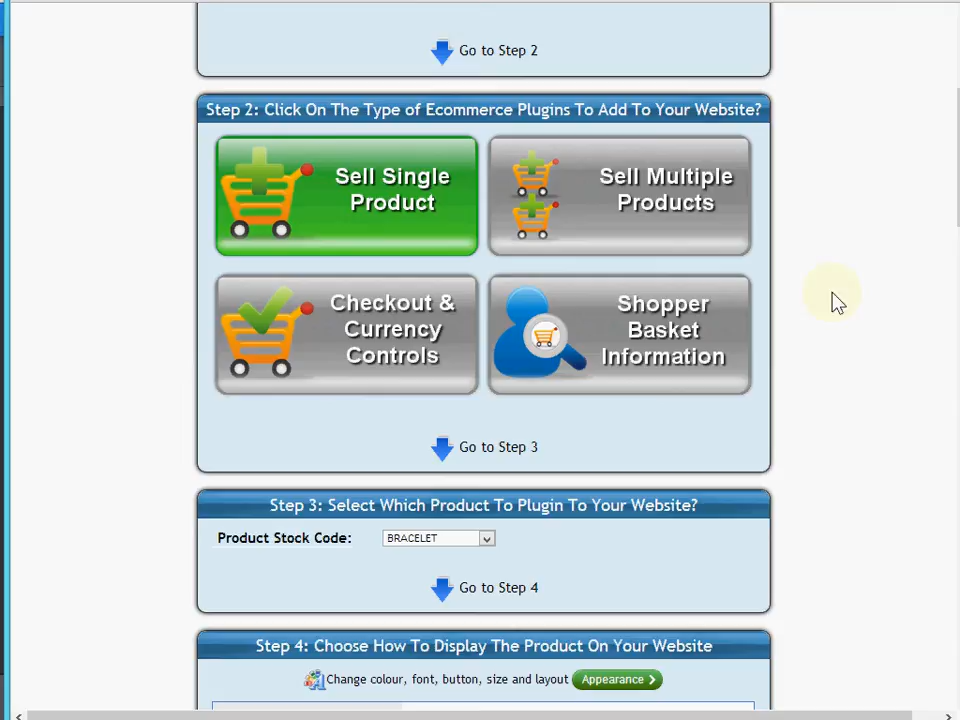 Go to Step 2
Step 2: Click On The Type of Ecommerce Plugins To Add To Your Website?
Sell Single
Product
Sell Multiple
Products
Checkout &
Currency
Controls
Shopper
Basket
Information
Go to Step 3
Step 3: Select Which Product To Plugin To Your Website?
Product Stock Code: BRACELET
Go to Step 4
Step 4: Choose How To Display The Product On Your Website
Change colour, font, button, size and layout Appearance